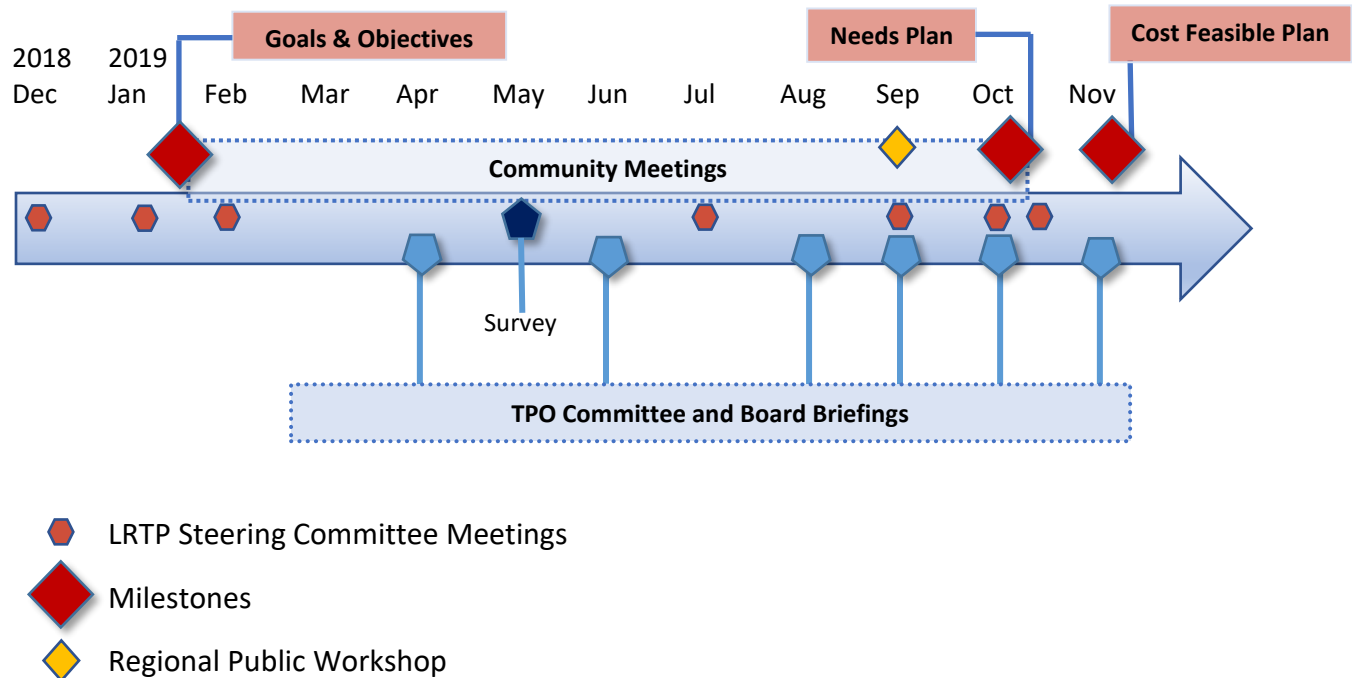 Goals & Objectives
Needs Plan
Cost Feasible Plan
2018 2019
Dec Jan Feb Mar Apr May Jun Jul Aug Sep Oct Nov
Community Meetings
Survey
TPO Committee and Board Briefings
LRTP Steering Committee Meetings
Milestones
Regional Public Workshop